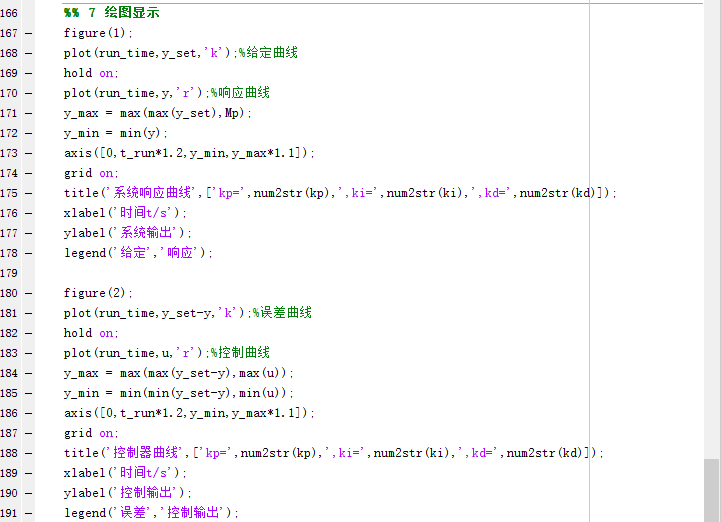 166 %% 7 绘图显示
167 — figure(1);
168 — plot(run_time,y_set,'k');%给定曲线
169 — hold on;
170 — plot(run_time,y,'r');%响应曲线
171 — y_max = max(max(y_set),Mp);
172 — y_min = min(y);
173 — axis([0,t_run*1.2,y_min,y_max*1.1]);
174 — grid on;
175 — title('系统响应曲线',['kp=',num2str(kp),',ki=',num2str(ki),',kd=',num2str(kd)]);
176 — xlabel('时间t/s');
177 — ylabel('系统输出');
178 — legend('给定','响应');
179
180 — figure(2);
181 — plot(run_time,y_set-y,'k');%误差曲线
182 — hold on;
183 — plot(run_time,u,'r');%控制曲线
184 — y_max = max(max(y_set-y),max(u));
185 — y_min = min(min(y_set-y),min(u));
186 — axis([0,t_run*1.2,y_min,y_max*1.1]);
187 — grid on;
188 — title('控制器曲线',['kp=',num2str(kp),',ki=',num2str(ki),',kd=',num2str(kd)]);
189 — xlabel('时间t/s');
190 — ylabel('控制输出');
191 — legend('误差','控制输出');